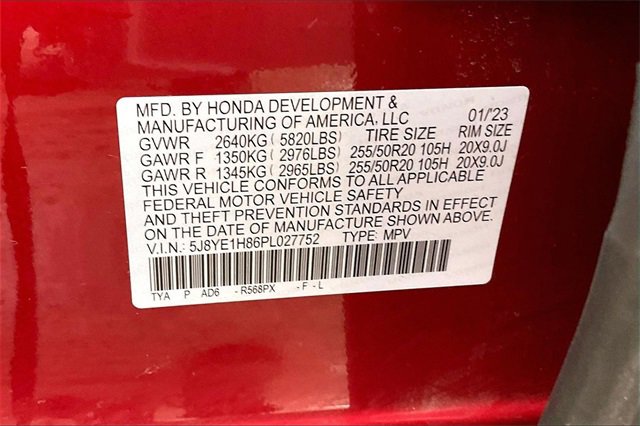 MFD. BY HONDA DEVELOPMENT &
MANUFACTURING OF AMERICA, LLC 01/'23
GVWR 2640KG ( 5820LBS) TIRE SIZE RIM SIZE
GAWR F 1350KG ( 2976LBS) 255/50R20 105H 20X9.0J
GAWR R 1345KG ( 2965LBS) 255/50R20 105H 20X9.0J
THIS VEHICLE CONFORMS TO ALL APPLICABLE
FEDERAL MOTOR VEHICLE SAFETY
AND THEFT PREVENTION STANDARDS IN EFFECT
ON THE DATE OF MANUFACTURE SHOWN ABOVE.
V.I.N.: 5J8YE1H86PL027752 TYPE: MPV
TYA P AD6 - R568PX - F - L